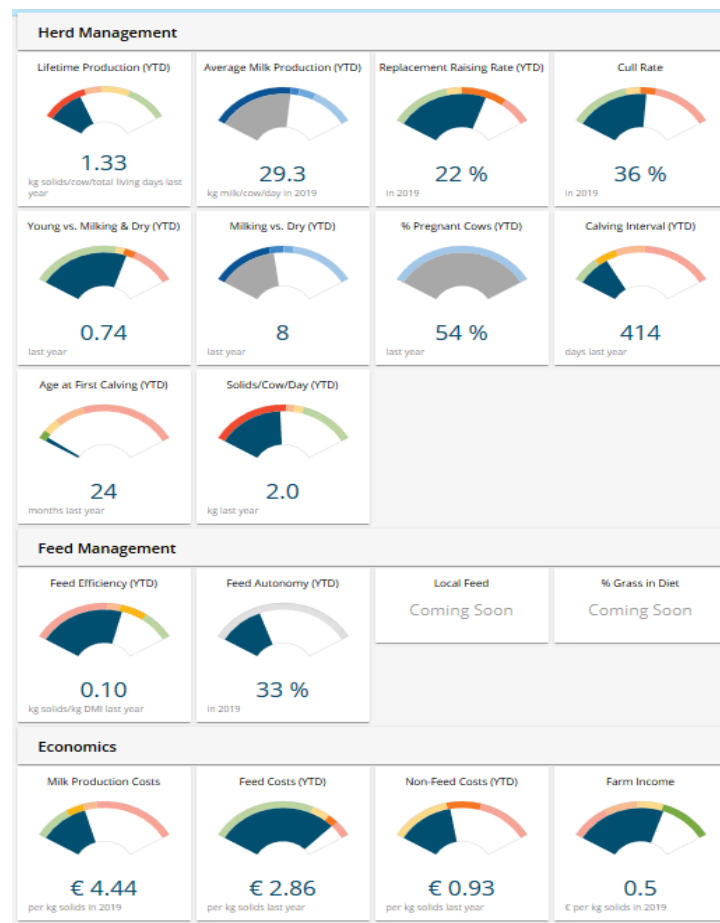 Herd Management
Lifetime Production (YTD)
1.33
kg solids/cow/total living days last
year
Average Milk Production (YTD)
29.3
kg milk/cow/day in 2019
Replacement Raising Rate (YTD)
22 %
in 2019
Cull Rate
36 %
in 2019
Young vs. Milking & Dry (YTD)
0.74
last year
Milking vs. Dry (YTD)
8
last year
% Pregnant Cows (YTD)
54 %
last year
Calving Interval (YTD)
414
days last year
Age at First Calving (YTD)
24
months last year
Solids/Cow/Day (YTD)
2.0
kg last year
Feed Management
Feed Efficiency (YTD)
0.10
kg solids/kg DMI last year
Feed Autonomy (YTD)
33 %
in 2019
Local Feed
Coming Soon
% Grass in Diet
Coming Soon
Economics
Milk Production Costs
€ 4.44
per kg solids in 2019
Feed Costs (YTD)
€ 2.86
per kg solids last year
Non-Feed Costs (YTD)
€ 0.93
per kg solids last year
Farm Income
0.5
€ per kg solids in 2019